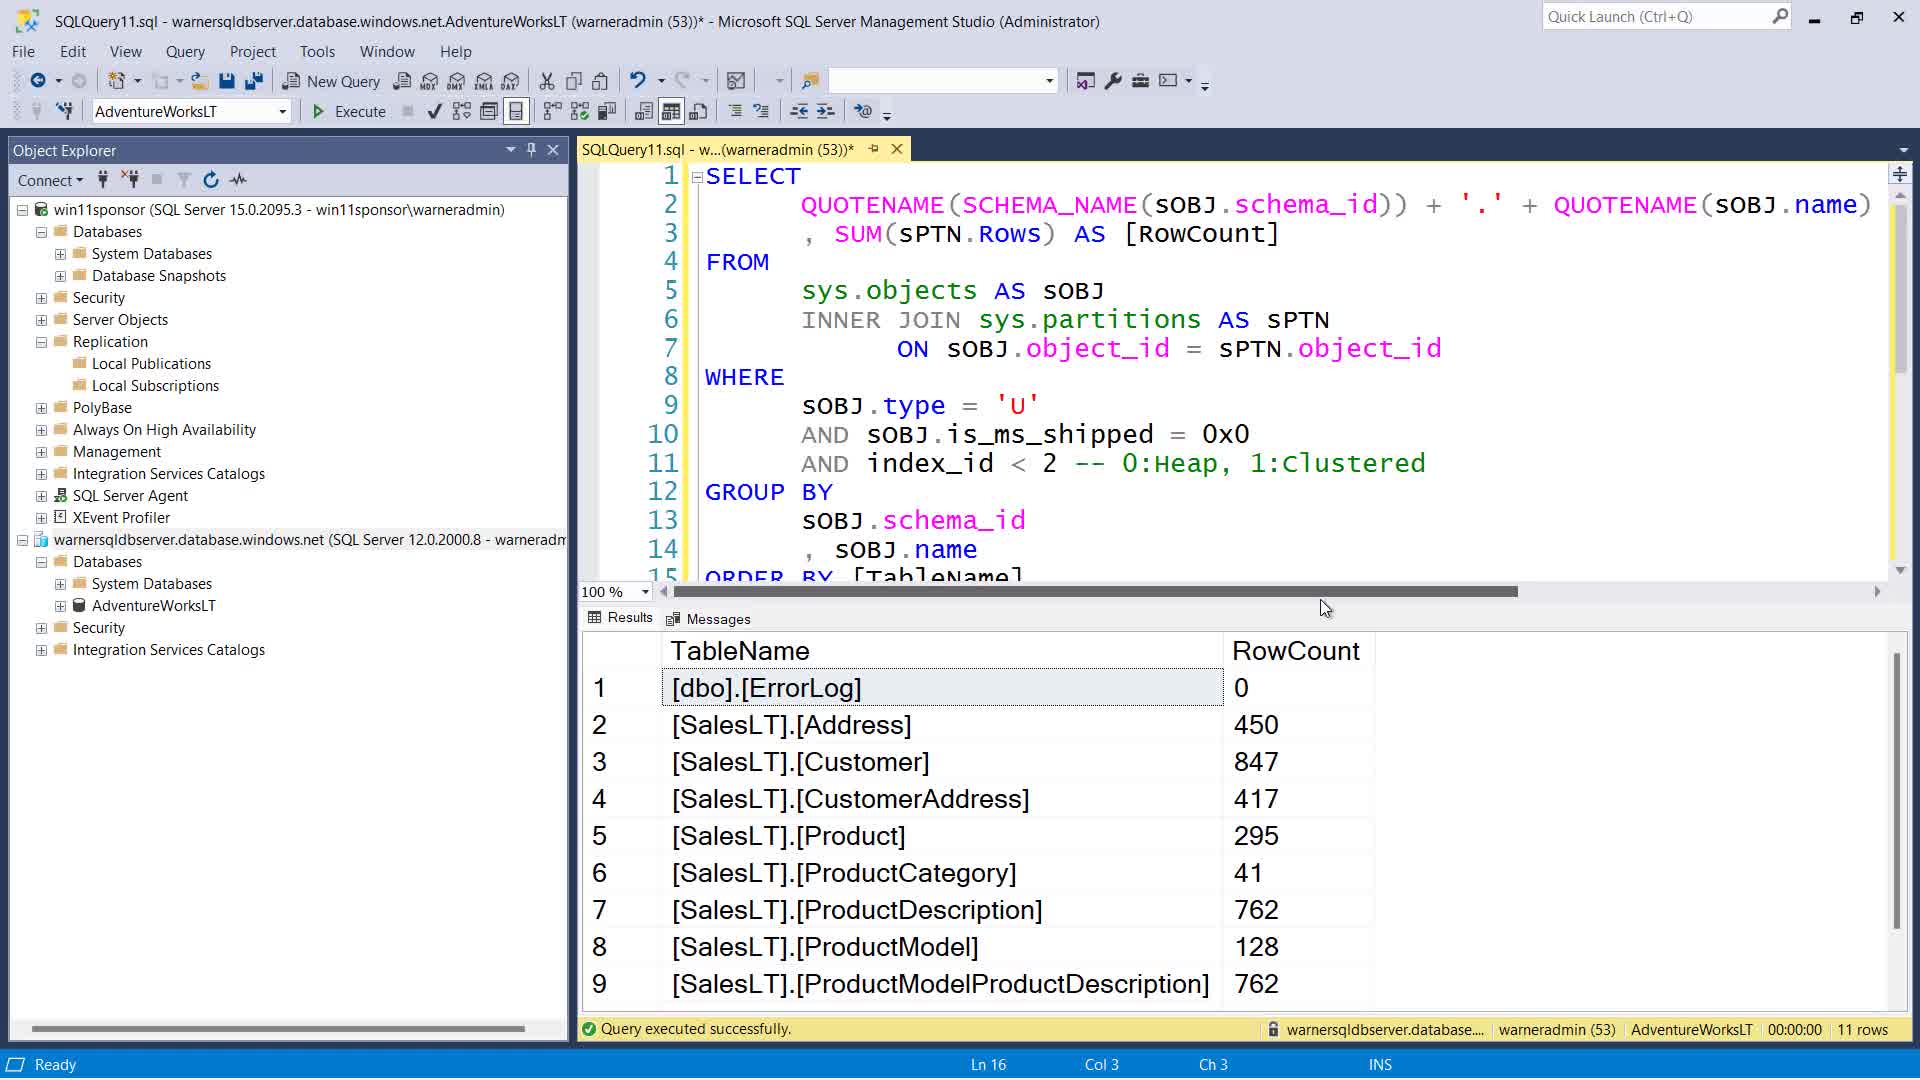 SQLQuery11.sql - warnersqldbserver.database.windows.net.AdventureWorksLT (warneradmin (53))* - Microsoft SQL Server Management Studio (Administrator)
Quick Launch (Ctrl+Q)
File Edit View Query Project Tools Window Help
New Query
MDX DMX XMLA DAX
AdventureWorksLT
Execute
Object Explorer
Connect
win11sponsor (SQL Server 15.0.2095.3 - win11sponsor\warneradmin)
Databases
System Databases
Database Snapshots
Security
Server Objects
Replication
Local Publications
Local Subscriptions
PolyBase
Always On High Availability
Management
Integration Services Catalogs
SQL Server Agent
XEvent Profiler
warnersqldbserver.database.windows.net (SQL Server 12.0.2000.8 - warneradm
Databases
System Databases
AdventureWorksLT
Security
Integration Services Catalogs
SQLQuery11.sql - w...(warneradmin (53))*
1 SELECT
2 QUOTENAME(SCHEMA_NAME(sOBJ.schema_id)) + '.' + QUOTENAME(sOBJ.name)
3 , SUM(sPTN.Rows) AS [RowCount]
4 FROM
5 sys.objects AS sOBJ
6 INNER JOIN sys.partitions AS sPTN
7 ON sOBJ.object_id = sPTN.object_id
8 WHERE
9 sOBJ.type = 'U'
10 AND sOBJ.is_ms_shipped = 0x0
11 AND index_id < 2 -- 0:Heap, 1:Clustered
12 GROUP BY
13 sOBJ.schema_id
14 , sOBJ.name
15 ORDER BY [TableName]
100 %
Results Messages
TableName RowCount
1 [dbo].[ErrorLog] 0
2 [SalesLT].[Address] 450
3 [SalesLT].[Customer] 847
4 [SalesLT].[CustomerAddress] 417
5 [SalesLT].[Product] 295
6 [SalesLT].[ProductCategory] 41
7 [SalesLT].[ProductDescription] 762
8 [SalesLT].[ProductModel] 128
9 [SalesLT].[ProductModelProductDescription] 762
Query executed successfully.
warnersqldbserver.database.... warneradmin (53) AdventureWorksLT 00:00:00 11 rows
Ready
Ln 16 Col 3 Ch 3 INS